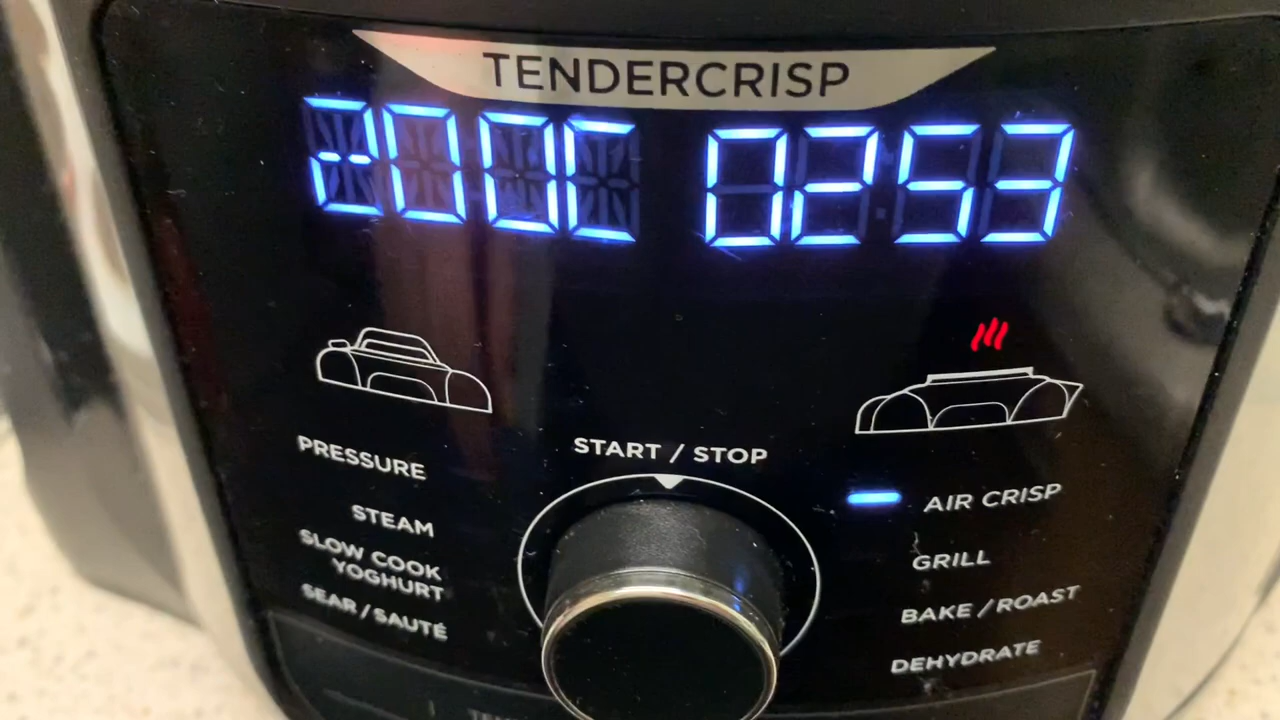 TENDERCRISP
200C 0253
PRESSURE
STEAM
SLOW COOK
YOGHURT
SEAR / SAUTÉ
START / STOP
AIR CRISP
GRILL
BAKE / ROAST
DEHYDRATE